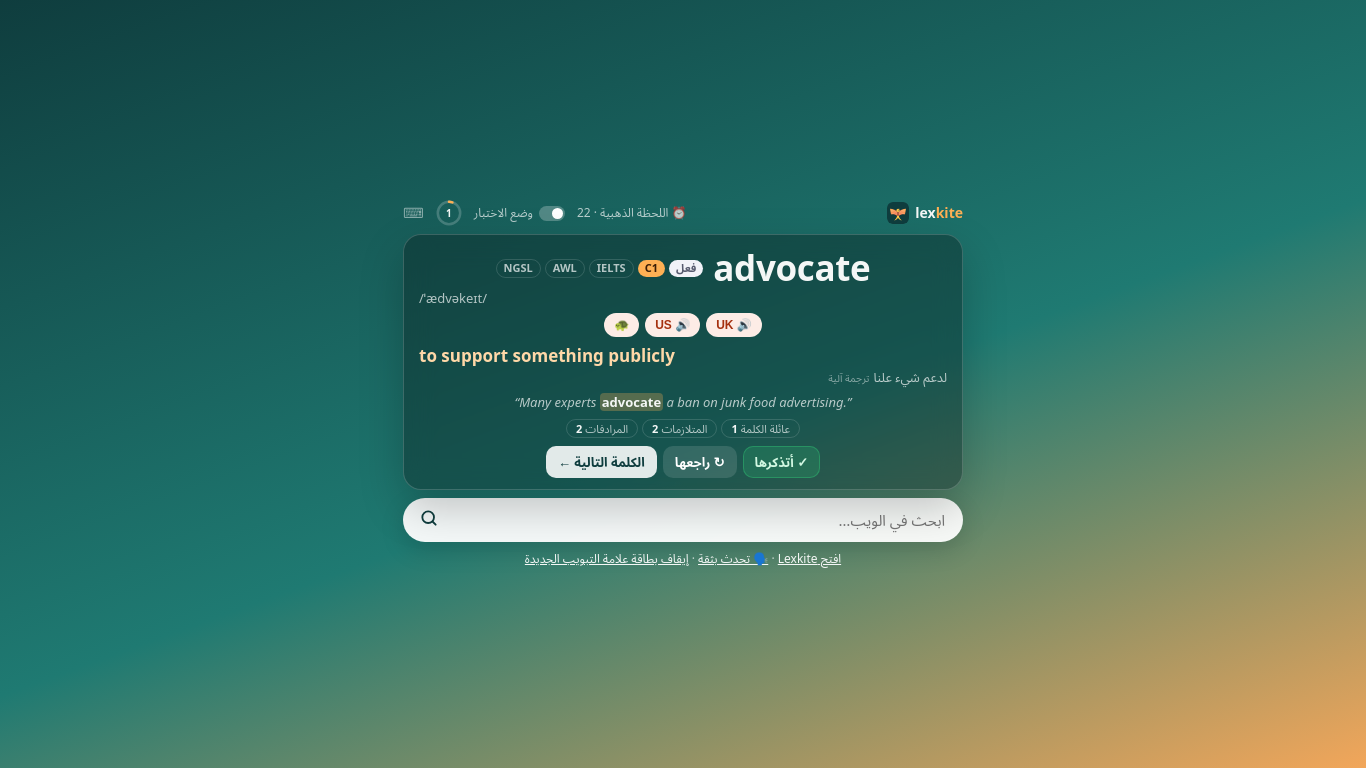 lexkite
⏰ اللحظة الذهبية · 22
وضع الاختبار
1
advocate
فعل C1 IELTS AWL NGSL
/ˈædvəkeɪt/
UK 🔊 US 🔊 🐢
to support something publicly
لدعم شيء علنا ترجمة آلية
“Many experts advocate a ban on junk food advertising.”
عائلة الكلمة 1 المتلازمات 2 المرادفات 2
✓ أتذكرها ↻ راجعها الكلمة التالية ←
ابحث في الويب...
افتح Lexkite · 🗣️ تحدث بثقة · إيقاف بطاقة علامة التبويب الجديدة